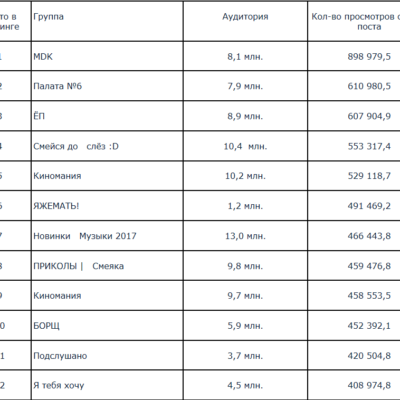 то в Группа Аудитория Кол-во просмотров
инге поста
1 MDK 8,1 млн. 898 979,5
2 Палата №6 7,9 млн. 610 980,5
3 ЁП 8,9 млн. 607 904,9
4 Смейся до слёз :D 10,4 млн. 553 317,4
5 Киномания 10,2 млн. 529 118,7
6 ЯЖЕМАТЬ! 1,2 млн. 491 469,2
7 Новинки Музыки 2017 13,0 млн. 466 443,8
8 ПРИКОЛЫ | Смеяка 9,8 млн. 459 476,8
9 Киномания 9,7 млн. 458 553,5
0 БОРЩ 5,9 млн. 452 392,1
1 Подслушано 3,7 млн. 420 504,8
2 Я тебя хочу 4,5 млн. 408 974,8